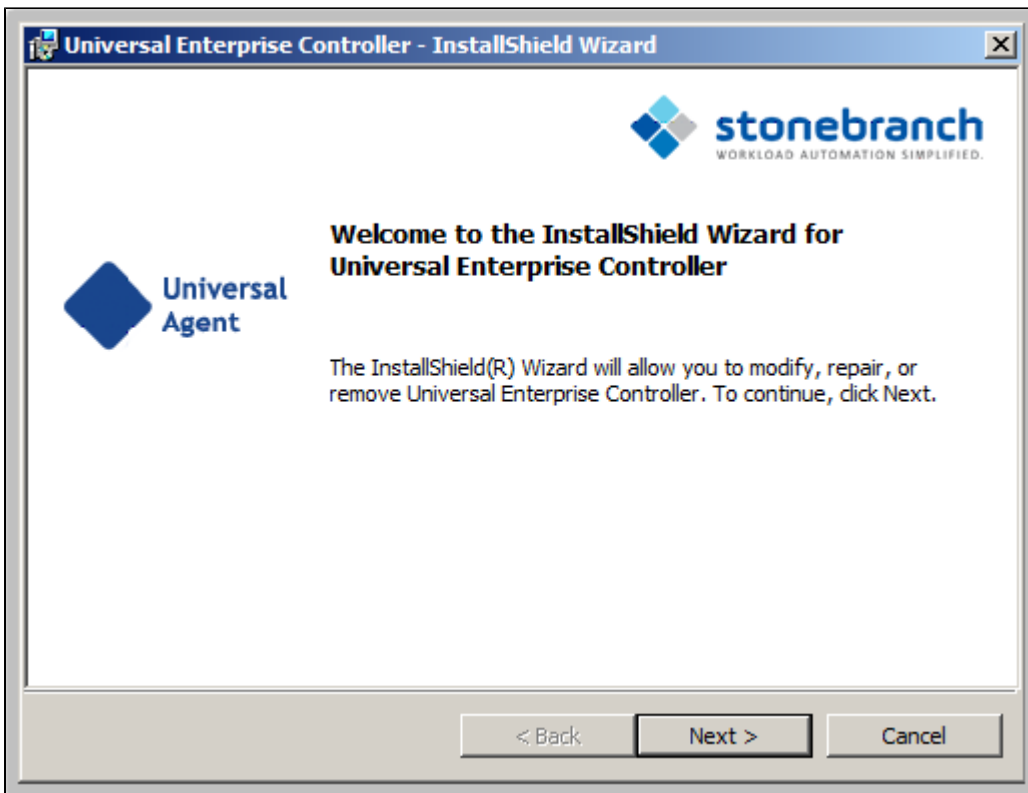 Universal Enterprise Controller - InstallShield Wizard
stonebranch
WORKLOAD AUTOMATION SIMPLIFIED.
Welcome to the InstallShield Wizard for
Universal Enterprise Controller
Universal
Agent
The InstallShield(R) Wizard will allow you to modify, repair, or
remove Universal Enterprise Controller. To continue, click Next.
< Back
Next >
Cancel